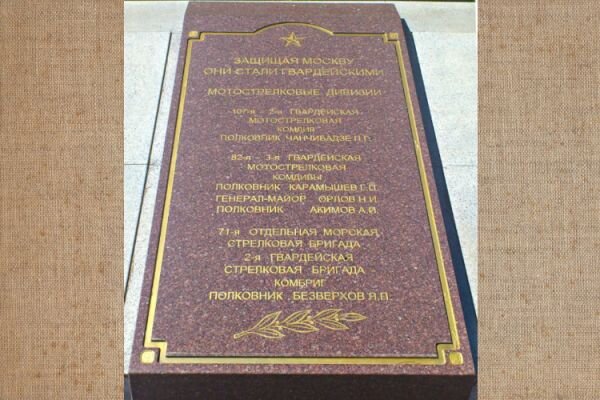 ЗАЩИЩАЯ МОСКВУ
ОНИ СТАЛИ ГВАРДЕЙСКИМИ
МОТОСТРЕЛКОВЫЕ ДИВИЗИИ
107-я - 2-я ГВАРДЕЙСКАЯ
МОТОСТРЕЛКОВАЯ
КОМДИВ
ПОЛКОВНИК ЧАНЧИБАДЗЕ П.Г.
82-я - 3-я ГВАРДЕЙСКАЯ
МОТОСТРЕЛКОВАЯ
КОМДИВЫ
ПОЛКОВНИК КАРАМЫШЕВ Г.П.
ГЕНЕРАЛ-МАЙОР ОРЛОВ Н.И.
ПОЛКОВНИК АКИМОВ А.И.
71-я ОТДЕЛЬНАЯ МОРСКАЯ
СТРЕЛКОВАЯ БРИГАДА
2-я ГВАРДЕЙСКАЯ
СТРЕЛКОВАЯ БРИГАДА
КОМБРИГ
ПОЛКОВНИК БЕЗВЕРХОВ Я.П.